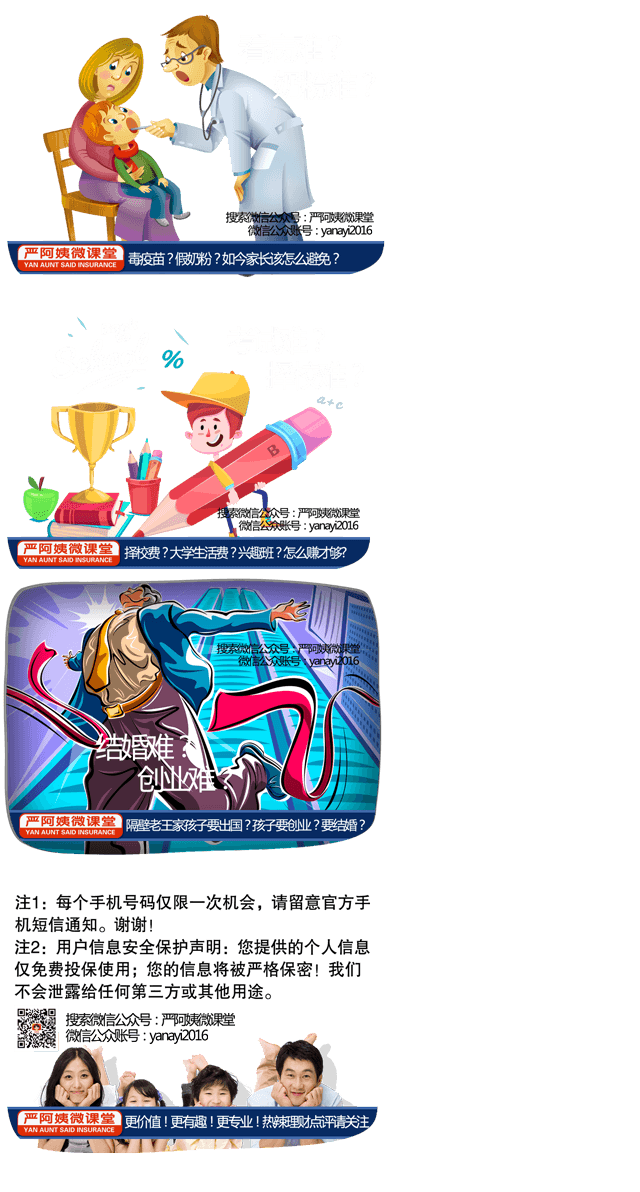 搜索微信公众号：严阿姨微课堂
微信公众账号：yanayi2016
严阿姨微课堂
YAN AUNT SAID INSURANCE
毒疫苗？假奶粉？如今家长该怎么避免？
%
a+c
B
搜索微信公众号：严阿姨微课堂
微信公众账号：yanayi2016
严阿姨微课堂
YAN AUNT SAID INSURANCE
择校费？大学生活费？兴趣班？怎么赚才够？
搜索微信公众号：严阿姨微课堂
微信公众账号：yanayi2016
结婚难？
创业难？
严阿姨微课堂
YAN AUNT SAID INSURANCE
隔壁老王家孩子要出国？孩子要创业？要结婚？
注1：每个手机号码仅限一次机会，请留意官方手
机短信通知。谢谢！
注2：用户信息安全保护声明：您提供的个人信息
仅免费投保使用；您的信息将被严格保密！我们
不会泄露给任何第三方或其他用途。
搜索微信公众号：严阿姨微课堂
微信公众账号：yanayi2016
严阿姨微课堂
YAN AUNT SAID INSURANCE
更价值！更有趣！更专业！热辣理财点评请关注